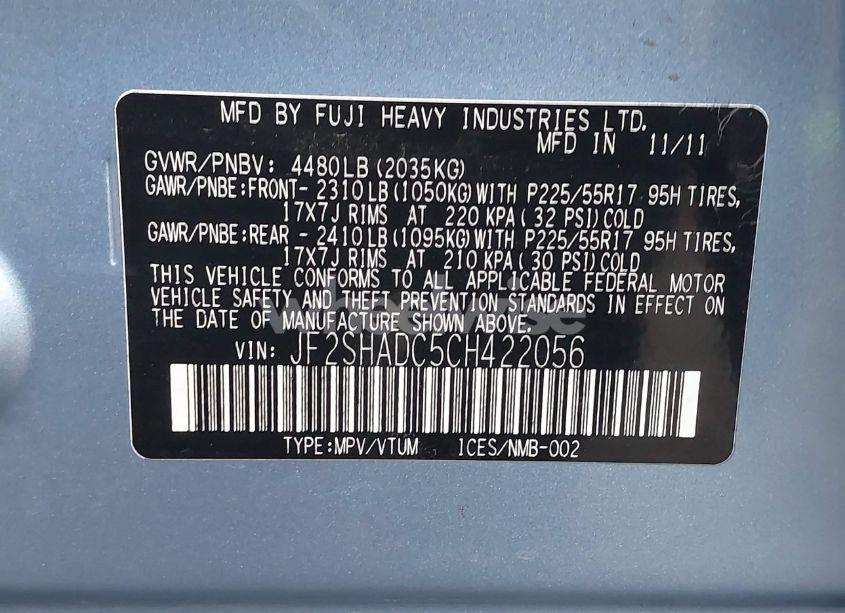 MFD BY FUJI HEAVY INDUSTRIES LTD.
MFD IN 11/11
GVWR/PNBV: 4480LB (2035KG)
GAWR/PNBE:FRONT- 2310LB (1050KG) WITH P225/55R17 95H TIRES,
17X7J RIMS AT 220 KPA ( 32 PSI) COLD
GAWR/PNBE:REAR - 2410LB (1095KG) WITH P225/55R17 95H TIRES,
17X7J RIMS AT 210 KPA ( 30 PSI) COLD
THIS VEHICLE CONFORMS TO ALL APPLICABLE FEDERAL MOTOR
VEHICLE SAFETY AND THEFT PREVENTION STANDARDS IN EFFECT ON
THE DATE OF MANUFACTURE SHOWN ABOVE.
wheelwise
VIN: JF2SHADC5CH422056
TYPE:MPV/VTUM ICES/NMB-002